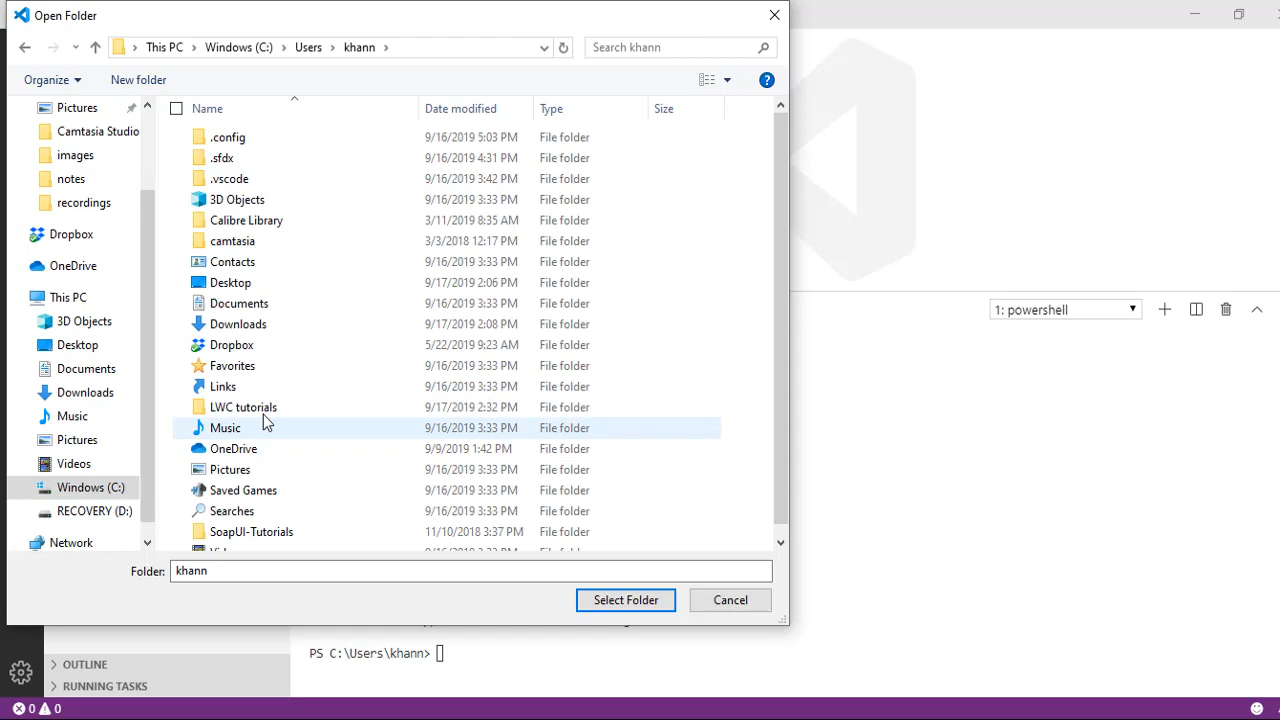 Open Folder
This PC Windows (C:) Users khann
Search khann
Organize New folder
Name Date modified Type Size
Pictures
Camtasia Studio
images
notes
recordings
Dropbox
OneDrive
This PC
3D Objects
Desktop
Documents
Downloads
Music
Pictures
Videos
Windows (C:)
RECOVERY (D:)
Network
.config 9/16/2019 5:03 PM File folder
.sfdx 9/16/2019 4:31 PM File folder
.vscode 9/16/2019 3:42 PM File folder
3D Objects 9/16/2019 3:33 PM File folder
Calibre Library 3/11/2019 8:35 AM File folder
camtasia 3/3/2018 12:17 PM File folder
Contacts 9/16/2019 3:33 PM File folder
Desktop 9/17/2019 2:06 PM File folder
Documents 9/16/2019 3:33 PM File folder
Downloads 9/17/2019 2:08 PM File folder
Dropbox 5/22/2019 9:23 AM File folder
Favorites 9/16/2019 3:33 PM File folder
Links 9/16/2019 3:33 PM File folder
LWC tutorials 9/17/2019 2:32 PM File folder
Music 9/16/2019 3:33 PM File folder
OneDrive 9/9/2019 1:42 PM File folder
Pictures 9/16/2019 3:33 PM File folder
Saved Games 9/16/2019 3:33 PM File folder
Searches 9/16/2019 3:33 PM File folder
SoapUI-Tutorials 11/10/2018 3:37 PM File folder
Folder: khann
Select Folder Cancel
1: powershell
PS C:\Users\khann>
OUTLINE
RUNNING TASKS
0 0